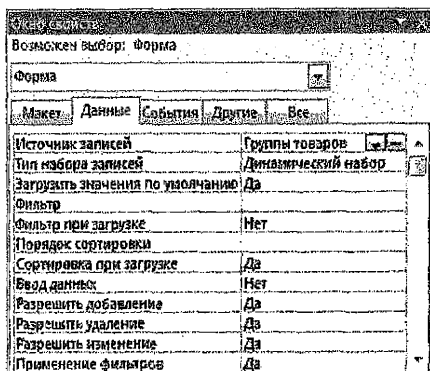 Окно свойств
Возможен выбор: Форма
Форма
Макет Данные События Другие Все
Источник записей Группы товаров
Тип набора записей Динамический набор
Загрузить значения по умолчанию Да
Фильтр
Фильтр при загрузке Нет
Порядок сортировки
Сортировка при загрузке Да
Ввод данных Нет
Разрешить добавление Да
Разрешить удаление Да
Разрешить изменение Да
Применение фильтров Да